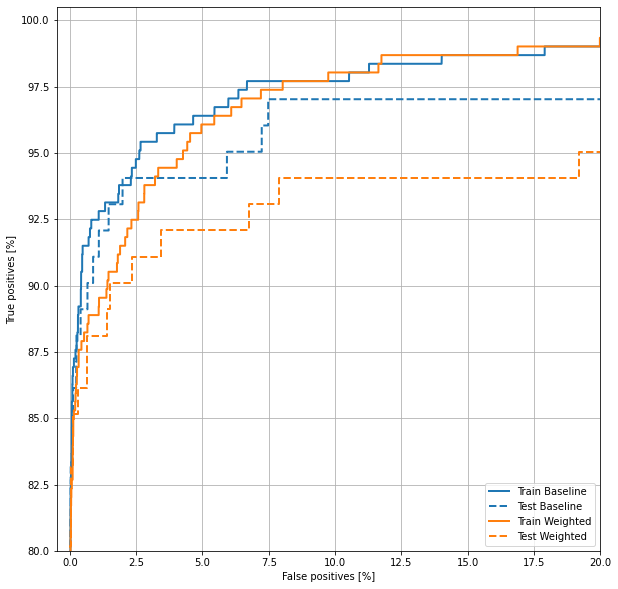 100.0
97.5
95.0
92.5
90.0
87.5
85.0
82.5
80.0
True positives [%]
0.0 2.5 5.0 7.5 10.0 12.5 15.0 17.5 20.0
False positives [%]
Train Baseline
Test Baseline
Train Weighted
Test Weighted